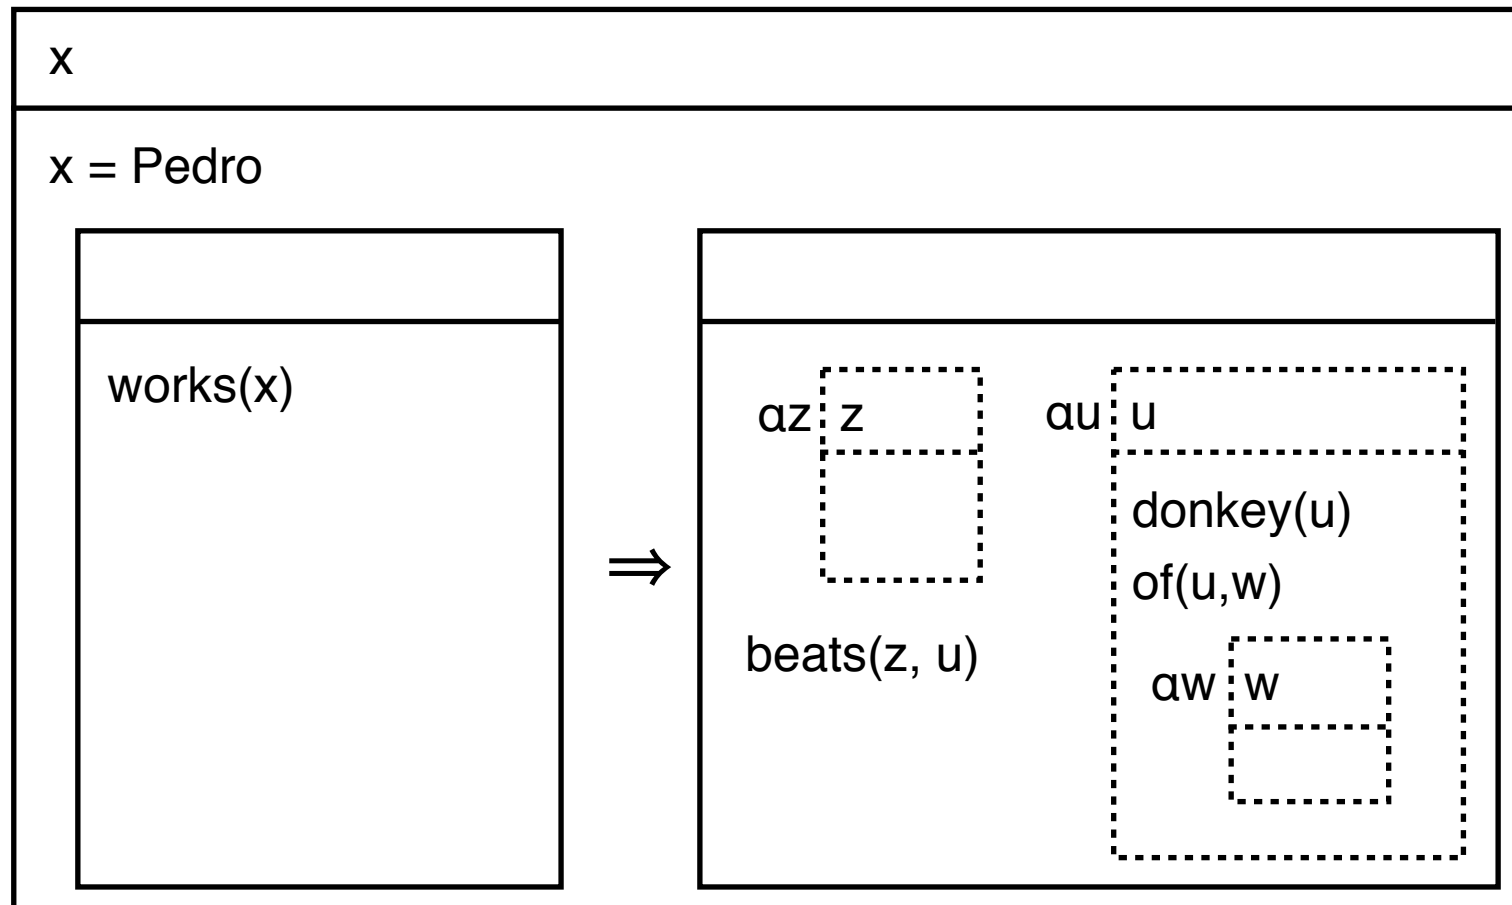 x
x = Pedro
works(x)
⇒
αz z
αu u
donkey(u)
of(u,w)
beats(z, u)
αw w